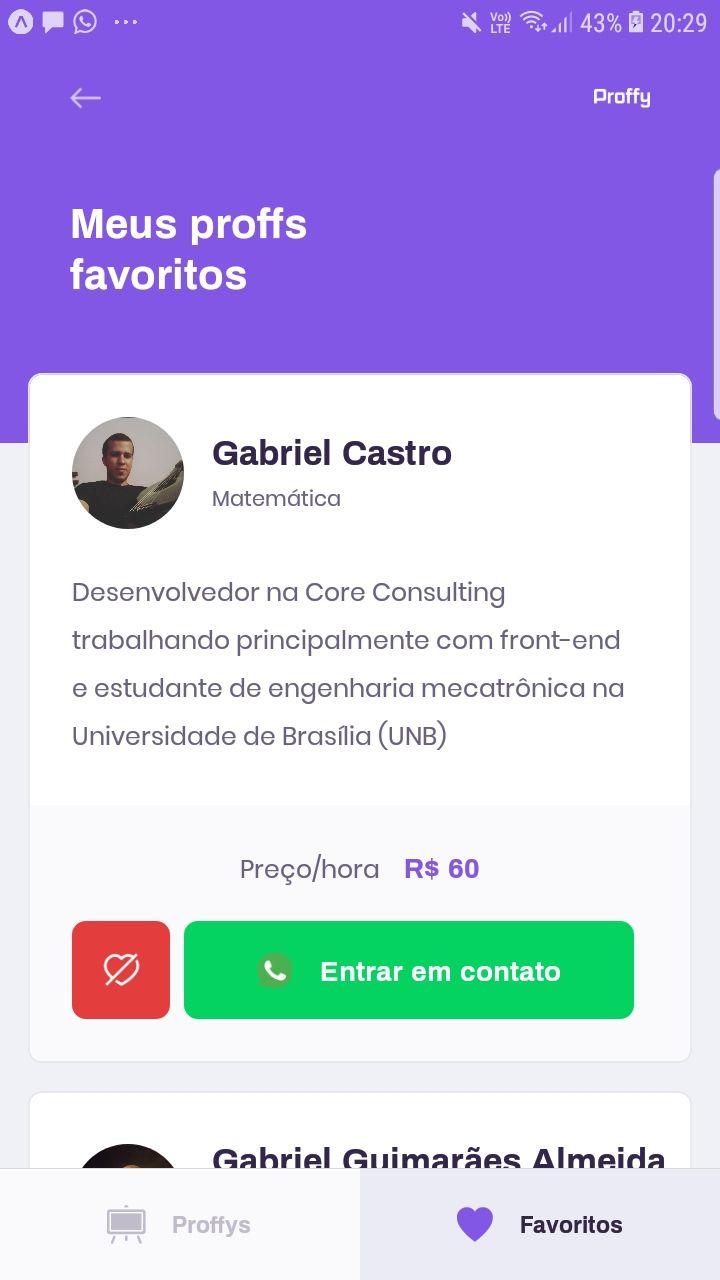 Vo)) LTE 43% 20:29
Proffy
Meus proffs
favoritos
Gabriel Castro
Matemática
Desenvolvedor na Core Consulting
trabalhando principalmente com front-end
e estudante de engenharia mecatrônica na
Universidade de Brasília (UNB)
Preço/hora R$ 60
Entrar em contato
Gabriel Guimarães Almeida
Proffys Favoritos